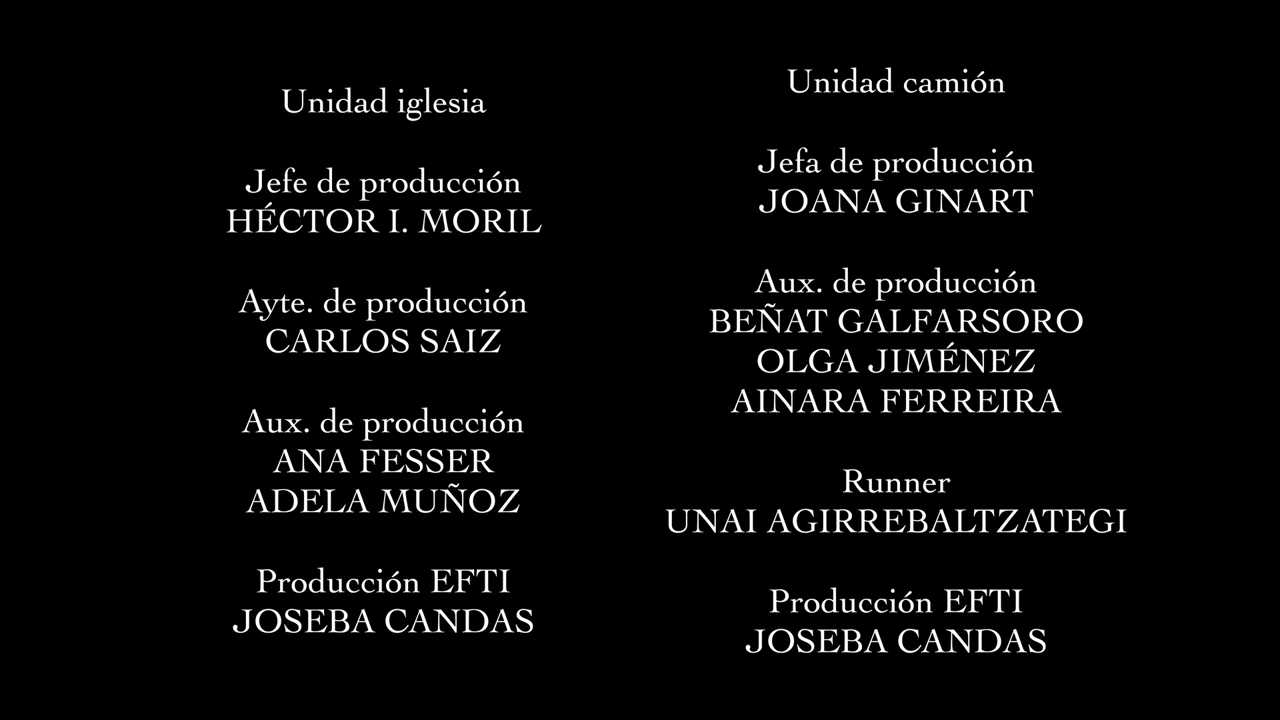 Unidad iglesia
Jefe de producción
HÉCTOR I. MORIL
Ayte. de producción
CARLOS SAIZ
Aux. de producción
ANA FESSER
ADELA MUÑOZ
Producción EFTI
JOSEBA CANDAS
Unidad camión
Jefa de producción
JOANA GINART
Aux. de producción
BEÑAT GALFARSORO
OLGA JIMÉNEZ
AINARA FERREIRA
Runner
UNAI AGIRREBALTZATEGI
Producción EFTI
JOSEBA CANDAS